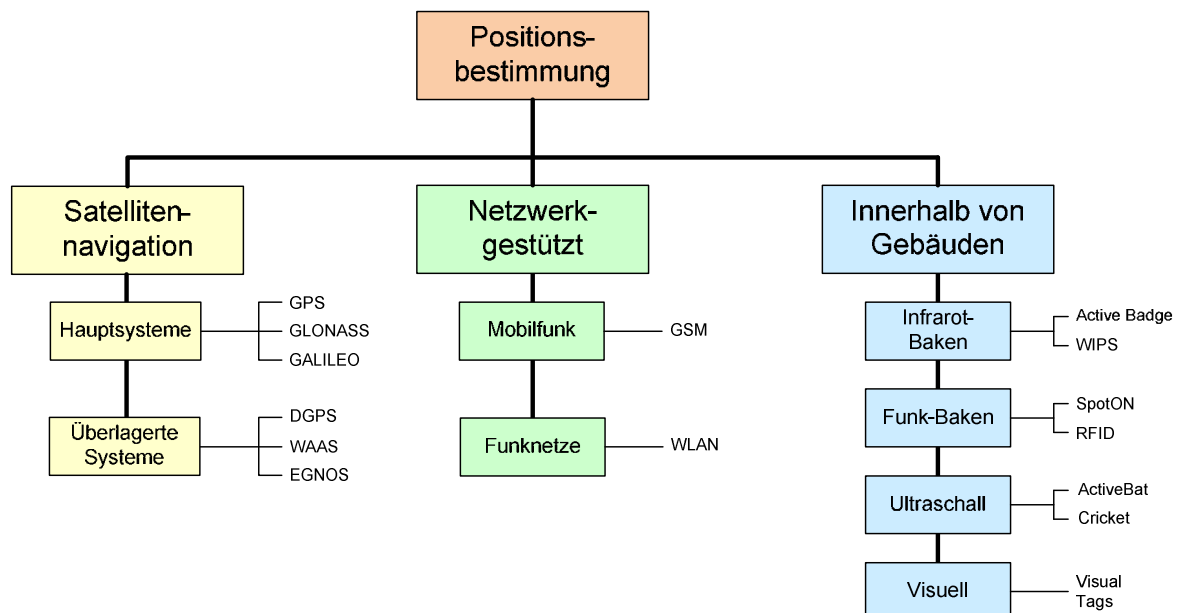 Positions-
bestimmung
Satelliten-
navigation
Hauptsysteme
GPS
GLONASS
GALILEO
Überlagerte
Systeme
DGPS
WAAS
EGNOS
Netzwerk-
gestützt
Mobilfunk
GSM
Funknetze
WLAN
Innerhalb von
Gebäuden
Infrarot-
Baken
Active Badge
WIPS
Funk-Baken
SpotON
RFID
Ultraschall
ActiveBat
Cricket
Visuell
Visual
Tags